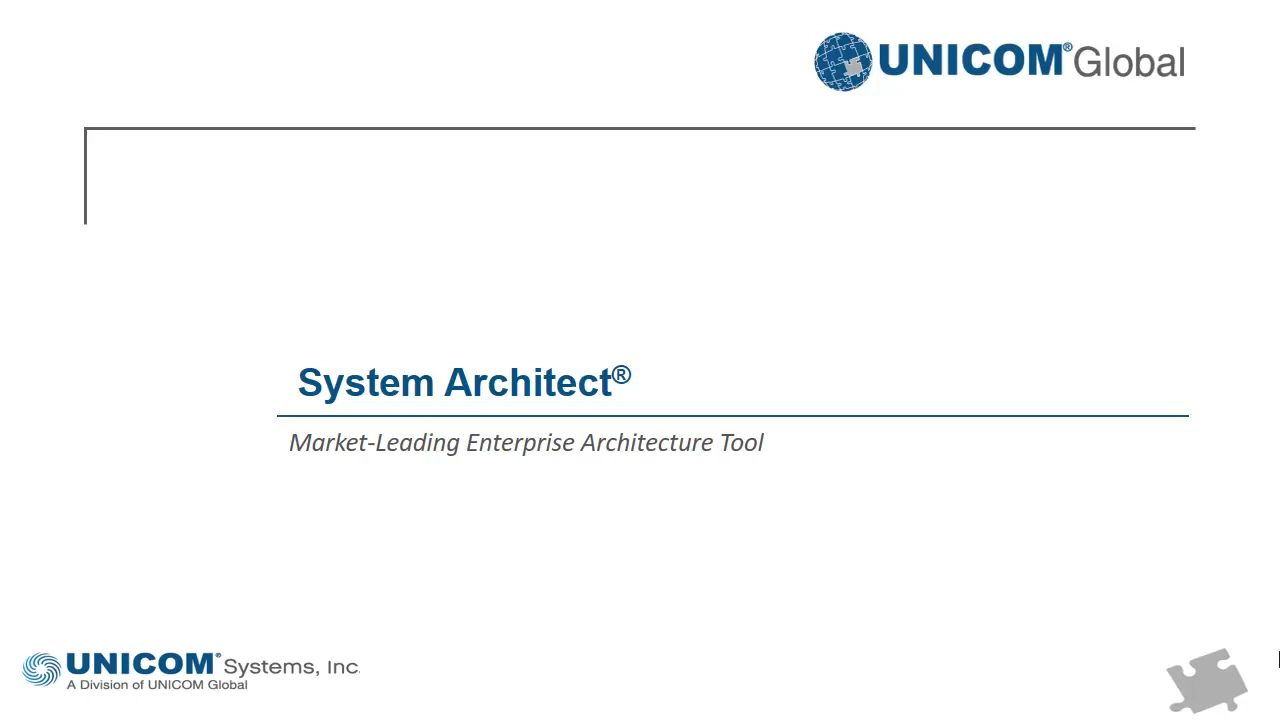 UNICOM® Global
System Architect®
Market-Leading Enterprise Architecture Tool
UNICOM® Systems, Inc.
A Division of UNICOM Global